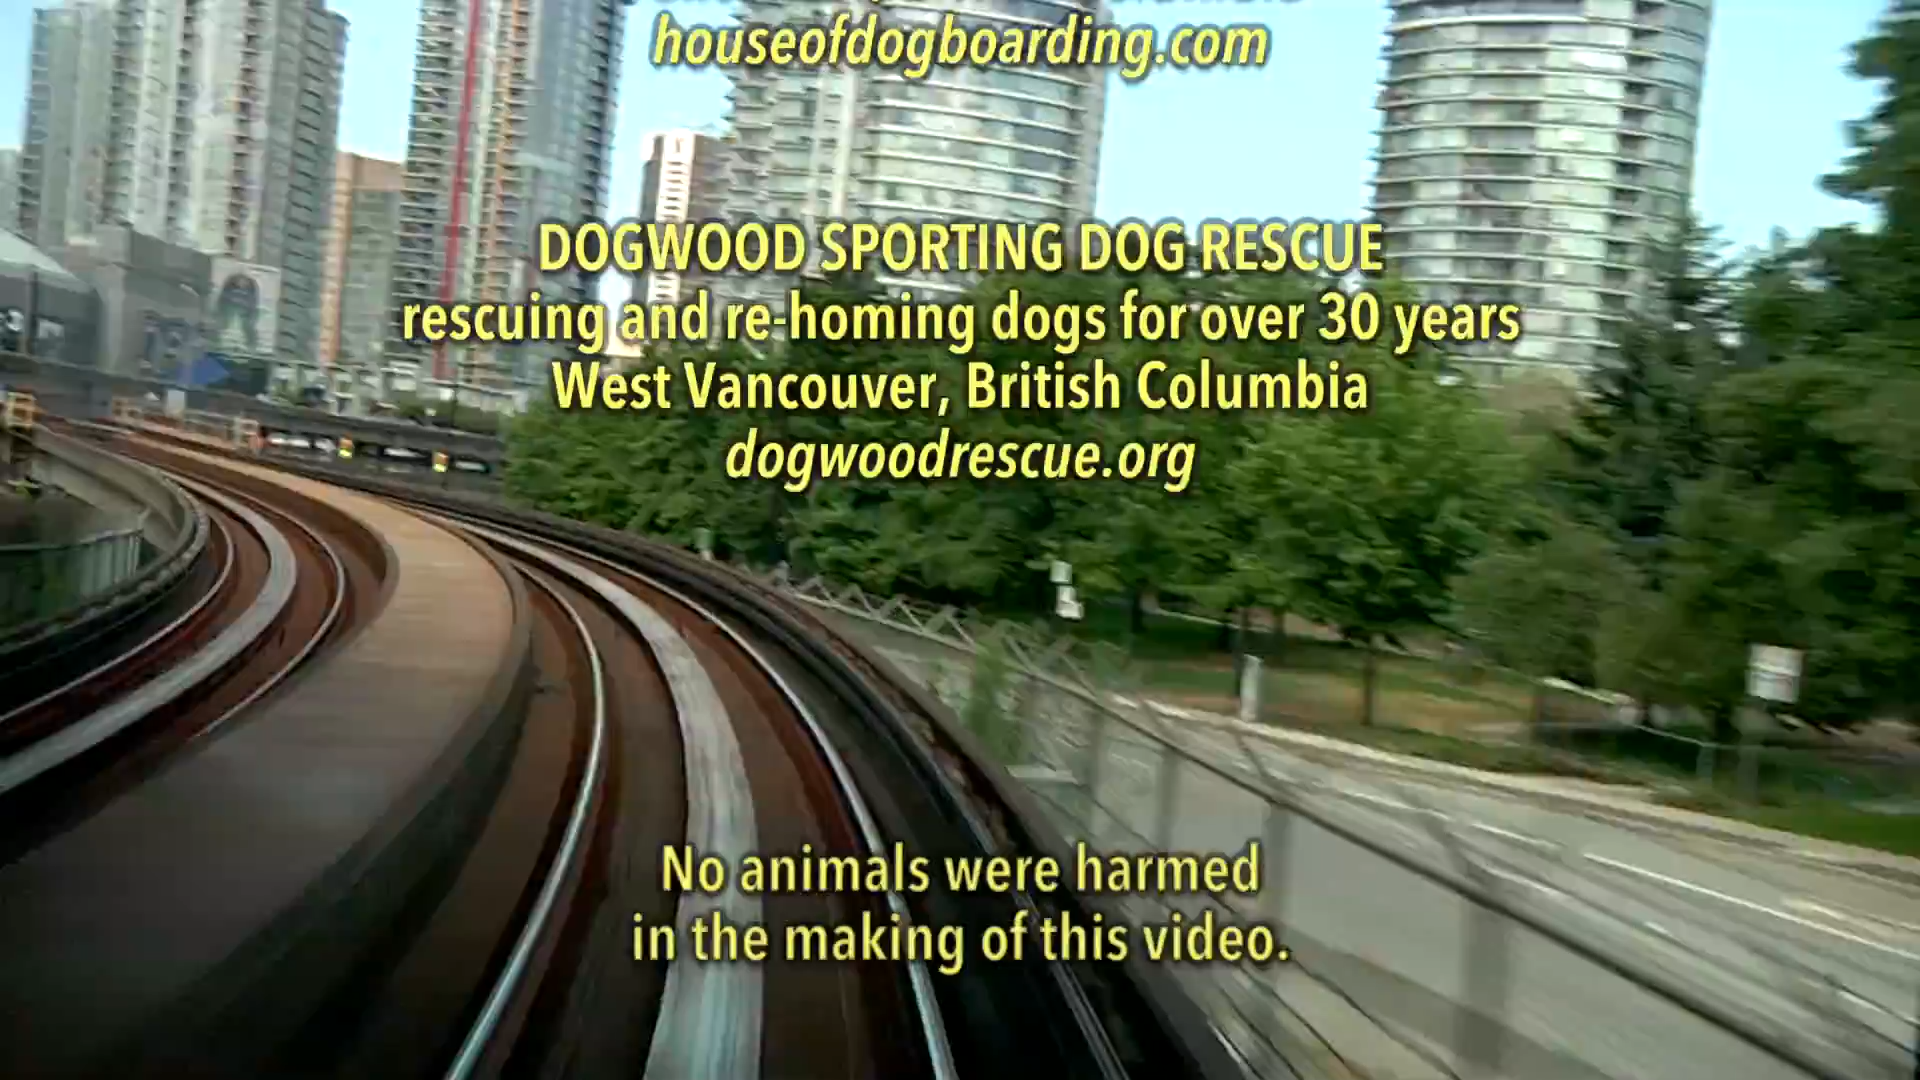 houseofdogboarding.com
DOGWOOD SPORTING DOG RESCUE
rescuing and re-homing dogs for over 30 years
West Vancouver, British Columbia
dogwoodrescue.org
No animals were harmed
in the making of this video.